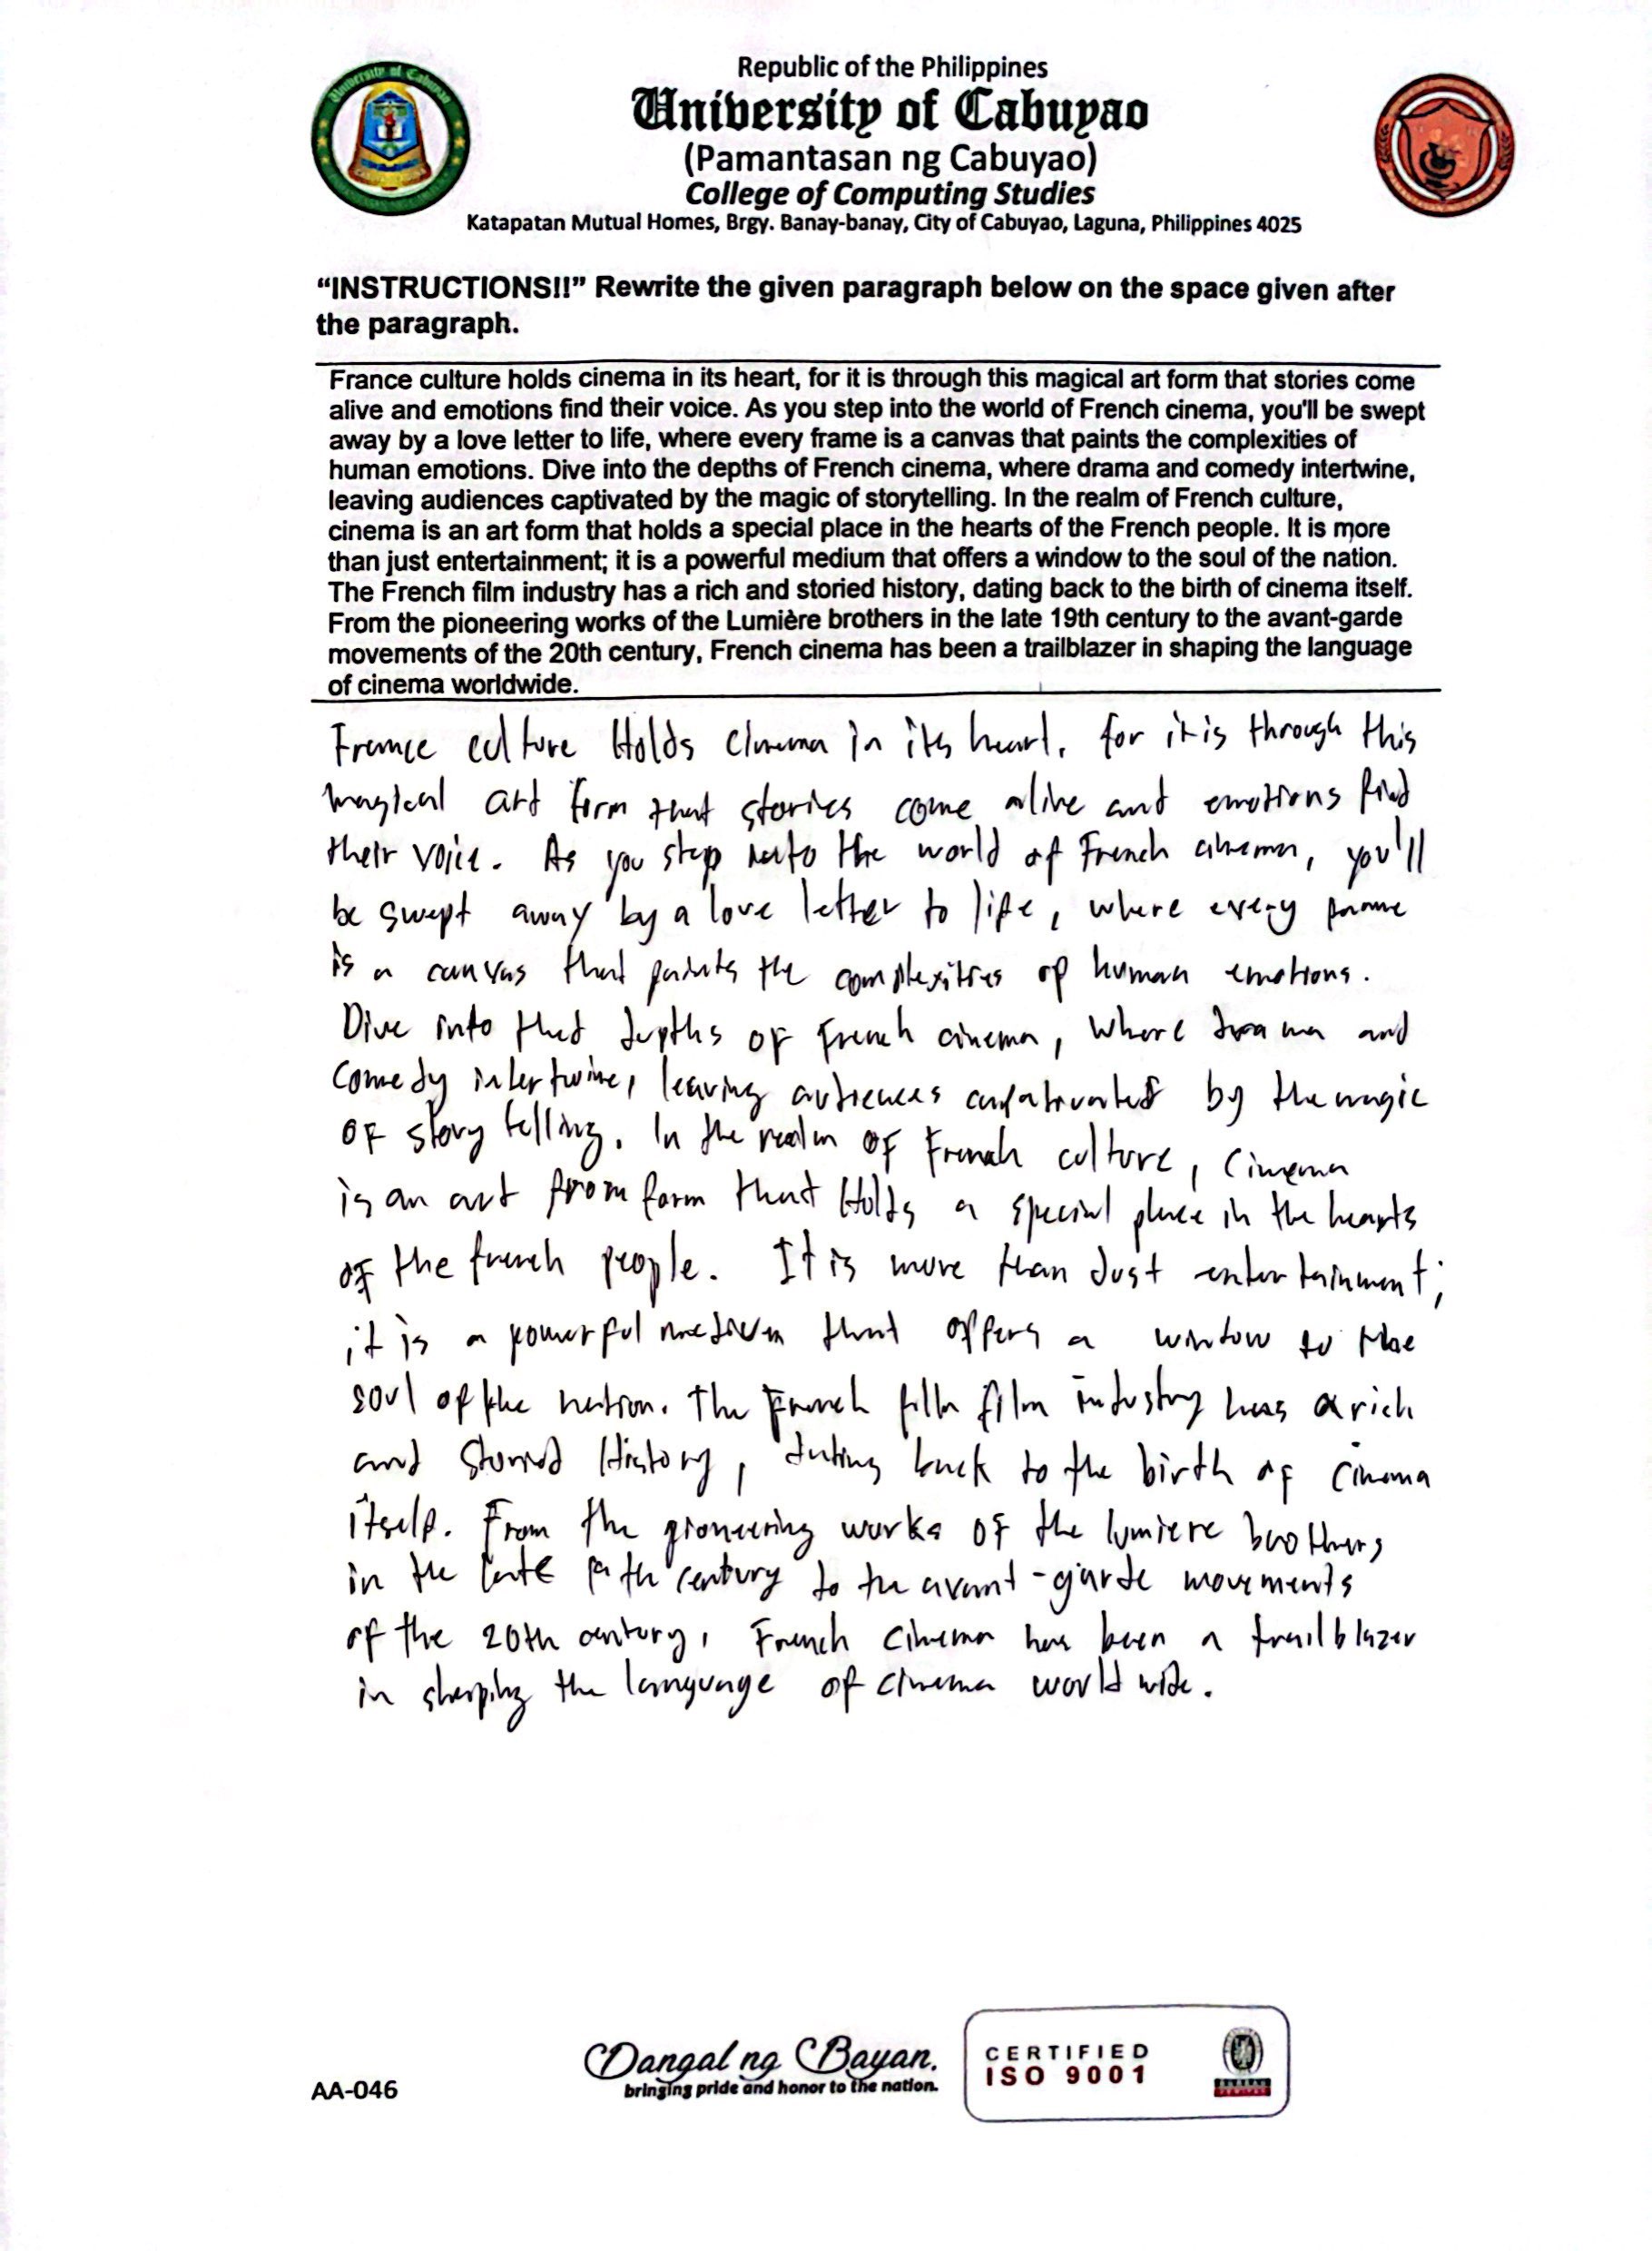 University of Cabuyao
Republic of the Philippines
University of Cabuyao
(Pamantasan ng Cabuyao)
College of Computing Studies
Katapatan Mutual Homes, Brgy. Banay-banay, City of Cabuyao, Laguna, Philippines 4025
“INSTRUCTIONS!!” Rewrite the given paragraph below on the space given after
the paragraph.
France culture holds cinema in its heart, for it is through this magical art form that stories come
alive and emotions find their voice. As you step into the world of French cinema, you'll be swept
away by a love letter to life, where every frame is a canvas that paints the complexities of
human emotions. Dive into the depths of French cinema, where drama and comedy intertwine,
leaving audiences captivated by the magic of storytelling. In the realm of French culture,
cinema is an art form that holds a special place in the hearts of the French people. It is more
than just entertainment; it is a powerful medium that offers a window to the soul of the nation.
The French film industry has a rich and storied history, dating back to the birth of cinema itself.
From the pioneering works of the Lumière brothers in the late 19th century to the avant-garde
movements of the 20th century, French cinema has been a trailblazer in shaping the language
of cinema worldwide.
France culture Holds cinema in its heart, for it is through this
magical art form that stories come alive and emotions find
their voice. As you step into the world of French cinema, you'll
be swept away by a love letter to life, where every frame
is a canvas that paints the complexities of human emotions.
Dive into that depths of French cinema, where drama and
comedy intertwine, leaving audiences by the magic
of story telling. In the realm of French culture, cinema
is an art from form that Holds a special place in the hearts
of the french people. It is more than Just entertainment;
it is a powerful medium that offers a window to the
soul of the nation. The French film industry has a rich
and storied History, dating back to the birth of cinema
itself. From the pioneering works of the lumiere brothers
in the late 19th century to the avant-garde movements
of the 20th century, French cinema has been a trailblazer
in shaping the language of cinema world wide.
AA-046
Dangal ng Bayan.
bringing pride and honor to the nation.
CERTIFIED
ISO 9001